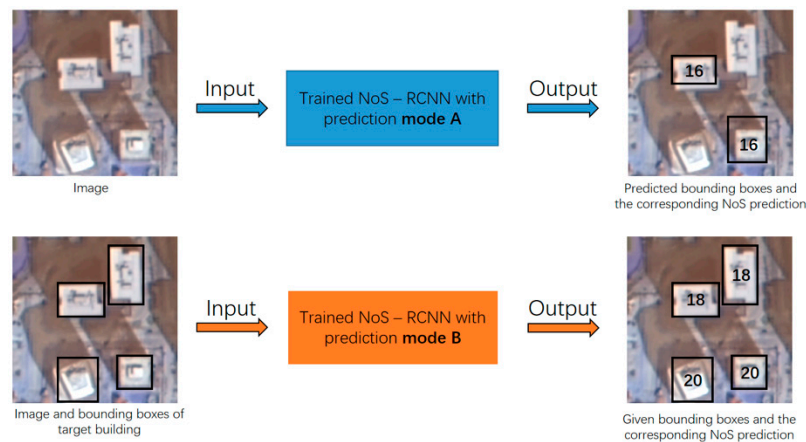 Input
Trained NoS – RCNN with
prediction mode A
Output
16
16
Image
Predicted bounding boxes and
the corresponding NoS prediction
Input
Trained NoS – RCNN with
prediction mode B
Output
18
18
20
20
Image and bounding boxes of
target building
Given bounding boxes and the
corresponding NoS prediction